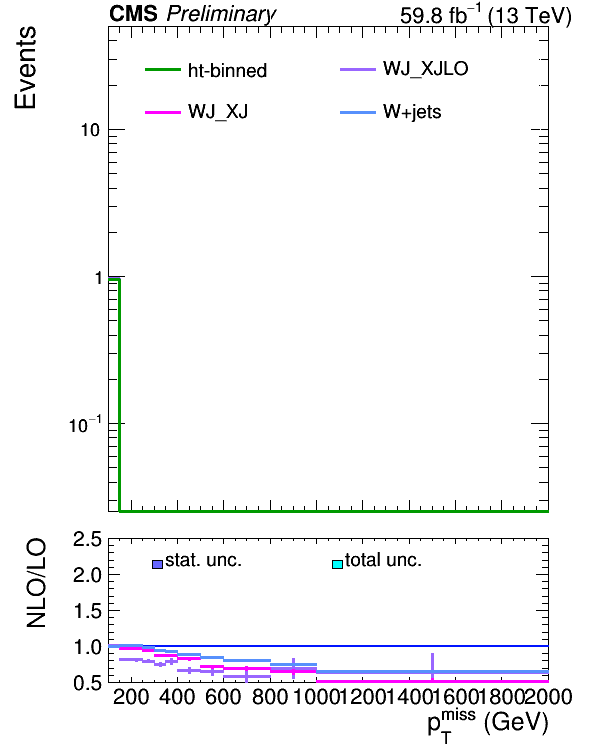 CMS Preliminary 59.8 fb⁻¹ (13 TeV)
Events
ht-binned WJ_XJLO
WJ_XJ W+jets
10
1
10⁻¹
NLO/LO
2.5
2.0
1.5
1.0
0.5
stat. unc. total unc.
200 400 600 800 1000 1200 1400 1600 1800 2000
p_T^miss (GeV)